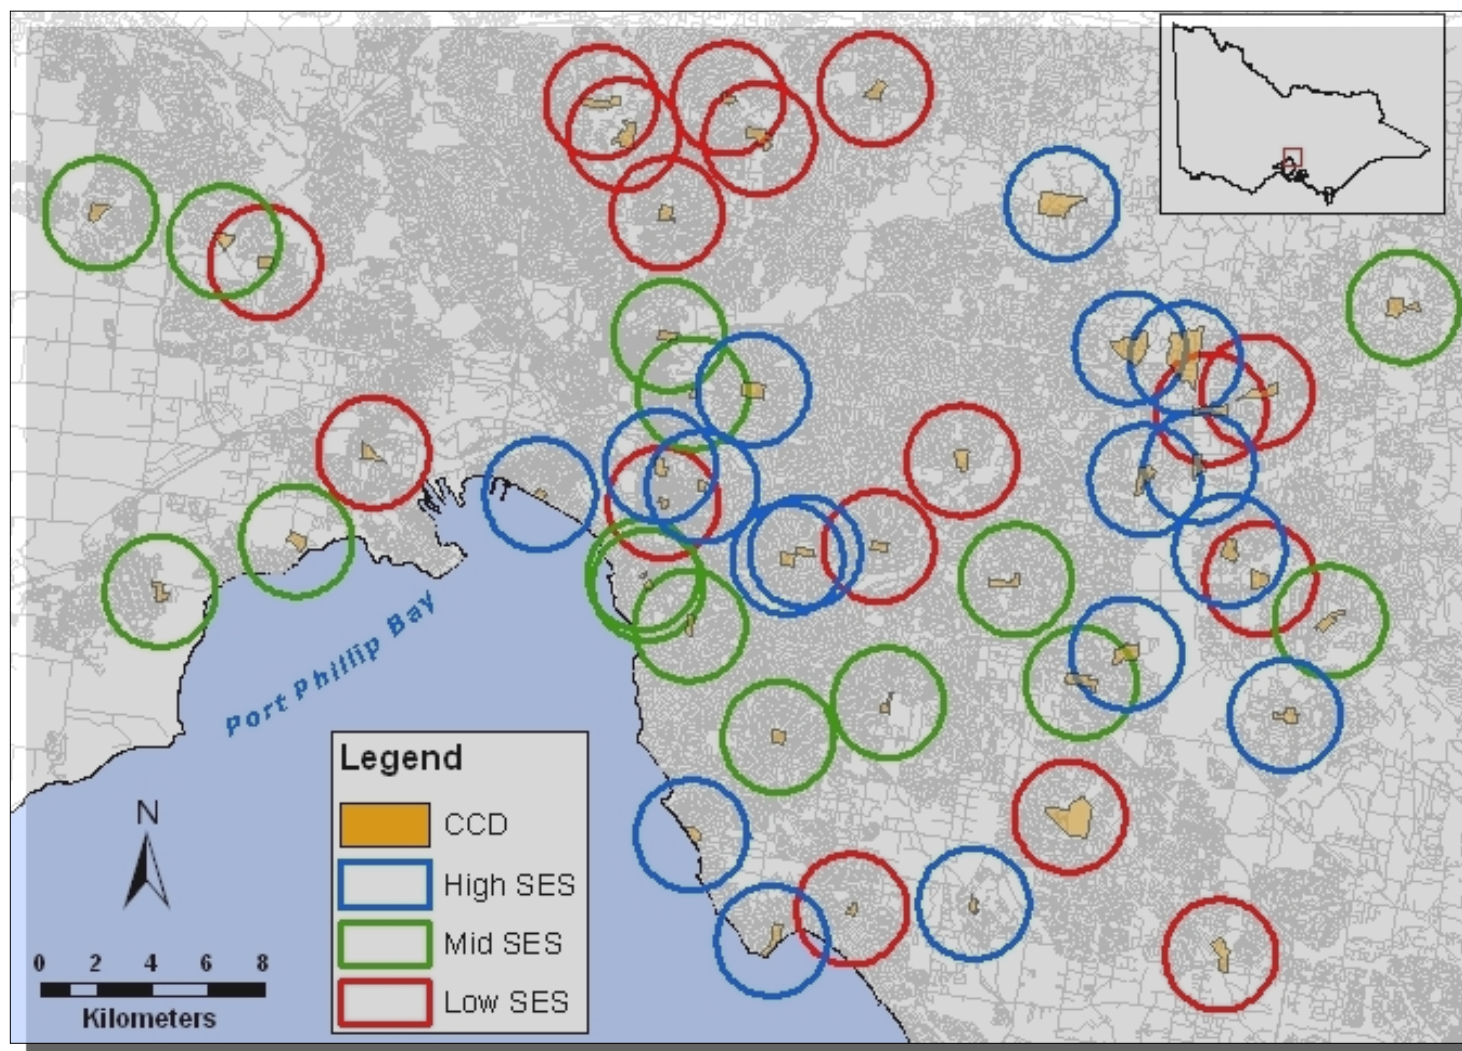 Port Phillip Bay
Legend
CCD
High SES
Mid SES
Low SES
N
0 2 4 6 8
Kilometers